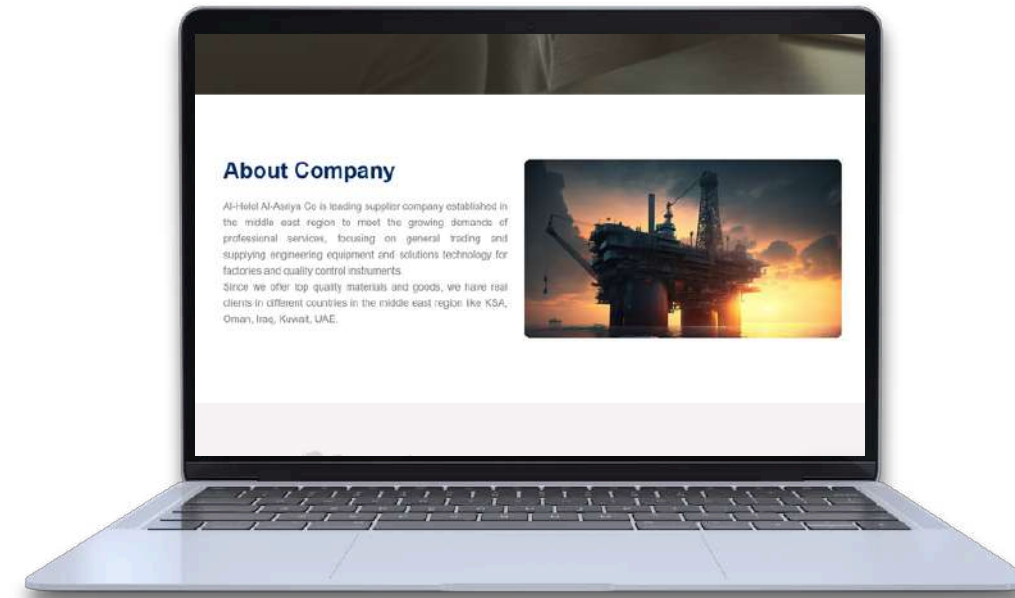 About Company
Al-Helol Al-Asriya Co is leading supplier company established in
the middle east region to meet the growing demands of
professional services, focusing on general trading and
supplying engineering equipment and solutions technology for
factories and quality control instruments.
Since we offer top quality materials and goods, we have real
clients in different countries in the middle east region like KSA,
Oman, Iraq, Kuwait, UAE.